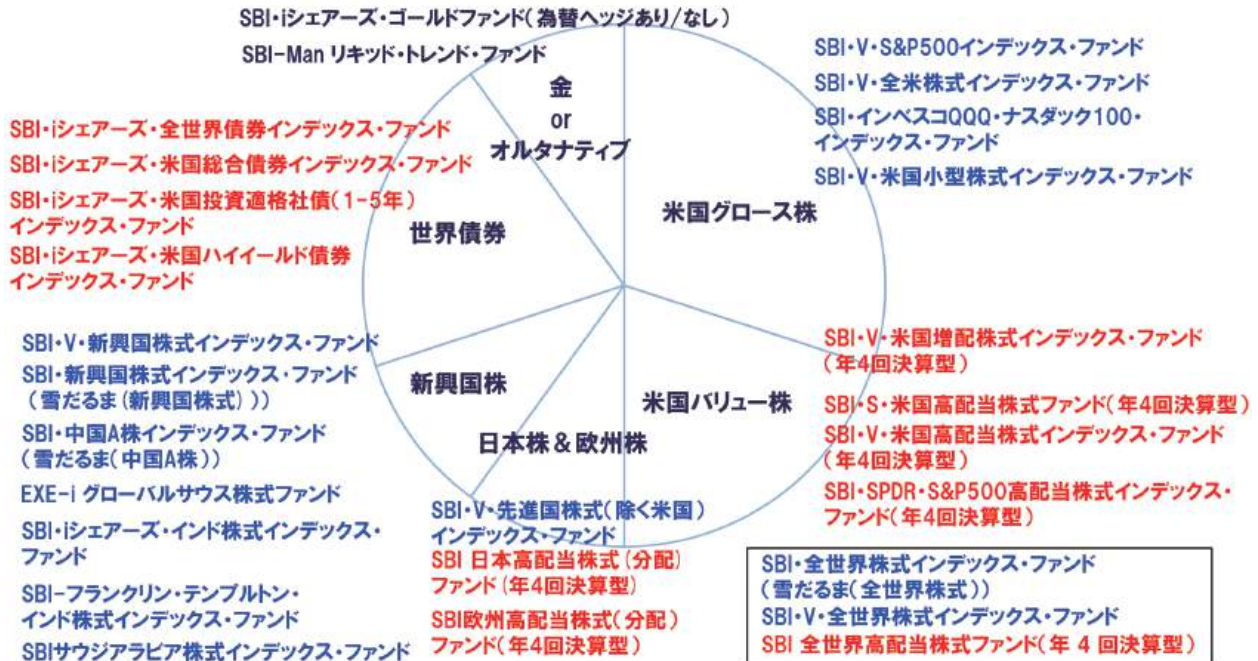 SBI・iシェアーズ・ゴールドファンド(為替ヘッジあり/なし)
SBI-Man リキッド・トレンド・ファンド
金
or
オルタナティブ
SBI・V・S&P500インデックス・ファンド
SBI・V・全米株式インデックス・ファンド
SBI・インベスコQQQ・ナスダック100・
インデックス・ファンド
SBI・V・米国小型株式インデックス・ファンド
米国グロース株
SBI・iシェアーズ・全世界債券インデックス・ファンド
SBI・iシェアーズ・米国総合債券インデックス・ファンド
SBI・iシェアーズ・米国投資適格社債(1-5年)
インデックス・ファンド
SBI・iシェアーズ・米国ハイイールド債券
インデックス・ファンド
世界債券
SBI・V・新興国株式インデックス・ファンド
SBI・新興国株式インデックス・ファンド
(雪だるま(新興国株式))
SBI・中国A株インデックス・ファンド
(雪だるま(中国A株))
EXE-i グローバルサウス株式ファンド
SBI・iシェアーズ・インド株式インデックス・
ファンド
SBI-フランクリン・テンプルトン・
インド株式インデックス・ファンド
SBIサウジアラビア株式インデックス・ファンド
新興国株
日本株&欧州株
SBI・V・先進国株式(除く米国)
インデックス・ファンド
SBI 日本高配当株式(分配)
ファンド(年4回決算型)
SBI欧州高配当株式(分配)
ファンド(年4回決算型)
米国バリュー株
SBI・V・米国増配株式インデックス・ファンド
(年4回決算型)
SBI・S・米国高配当株式ファンド(年4回決算型)
SBI・V・米国高配当株式インデックス・ファンド
(年4回決算型)
SBI・SPDR・S&P500高配当株式インデックス・
ファンド(年4回決算型)
SBI・全世界株式インデックス・ファンド
(雪だるま(全世界株式))
SBI・V・全世界株式インデックス・ファンド
SBI 全世界高配当株式ファンド(年 4 回決算型)